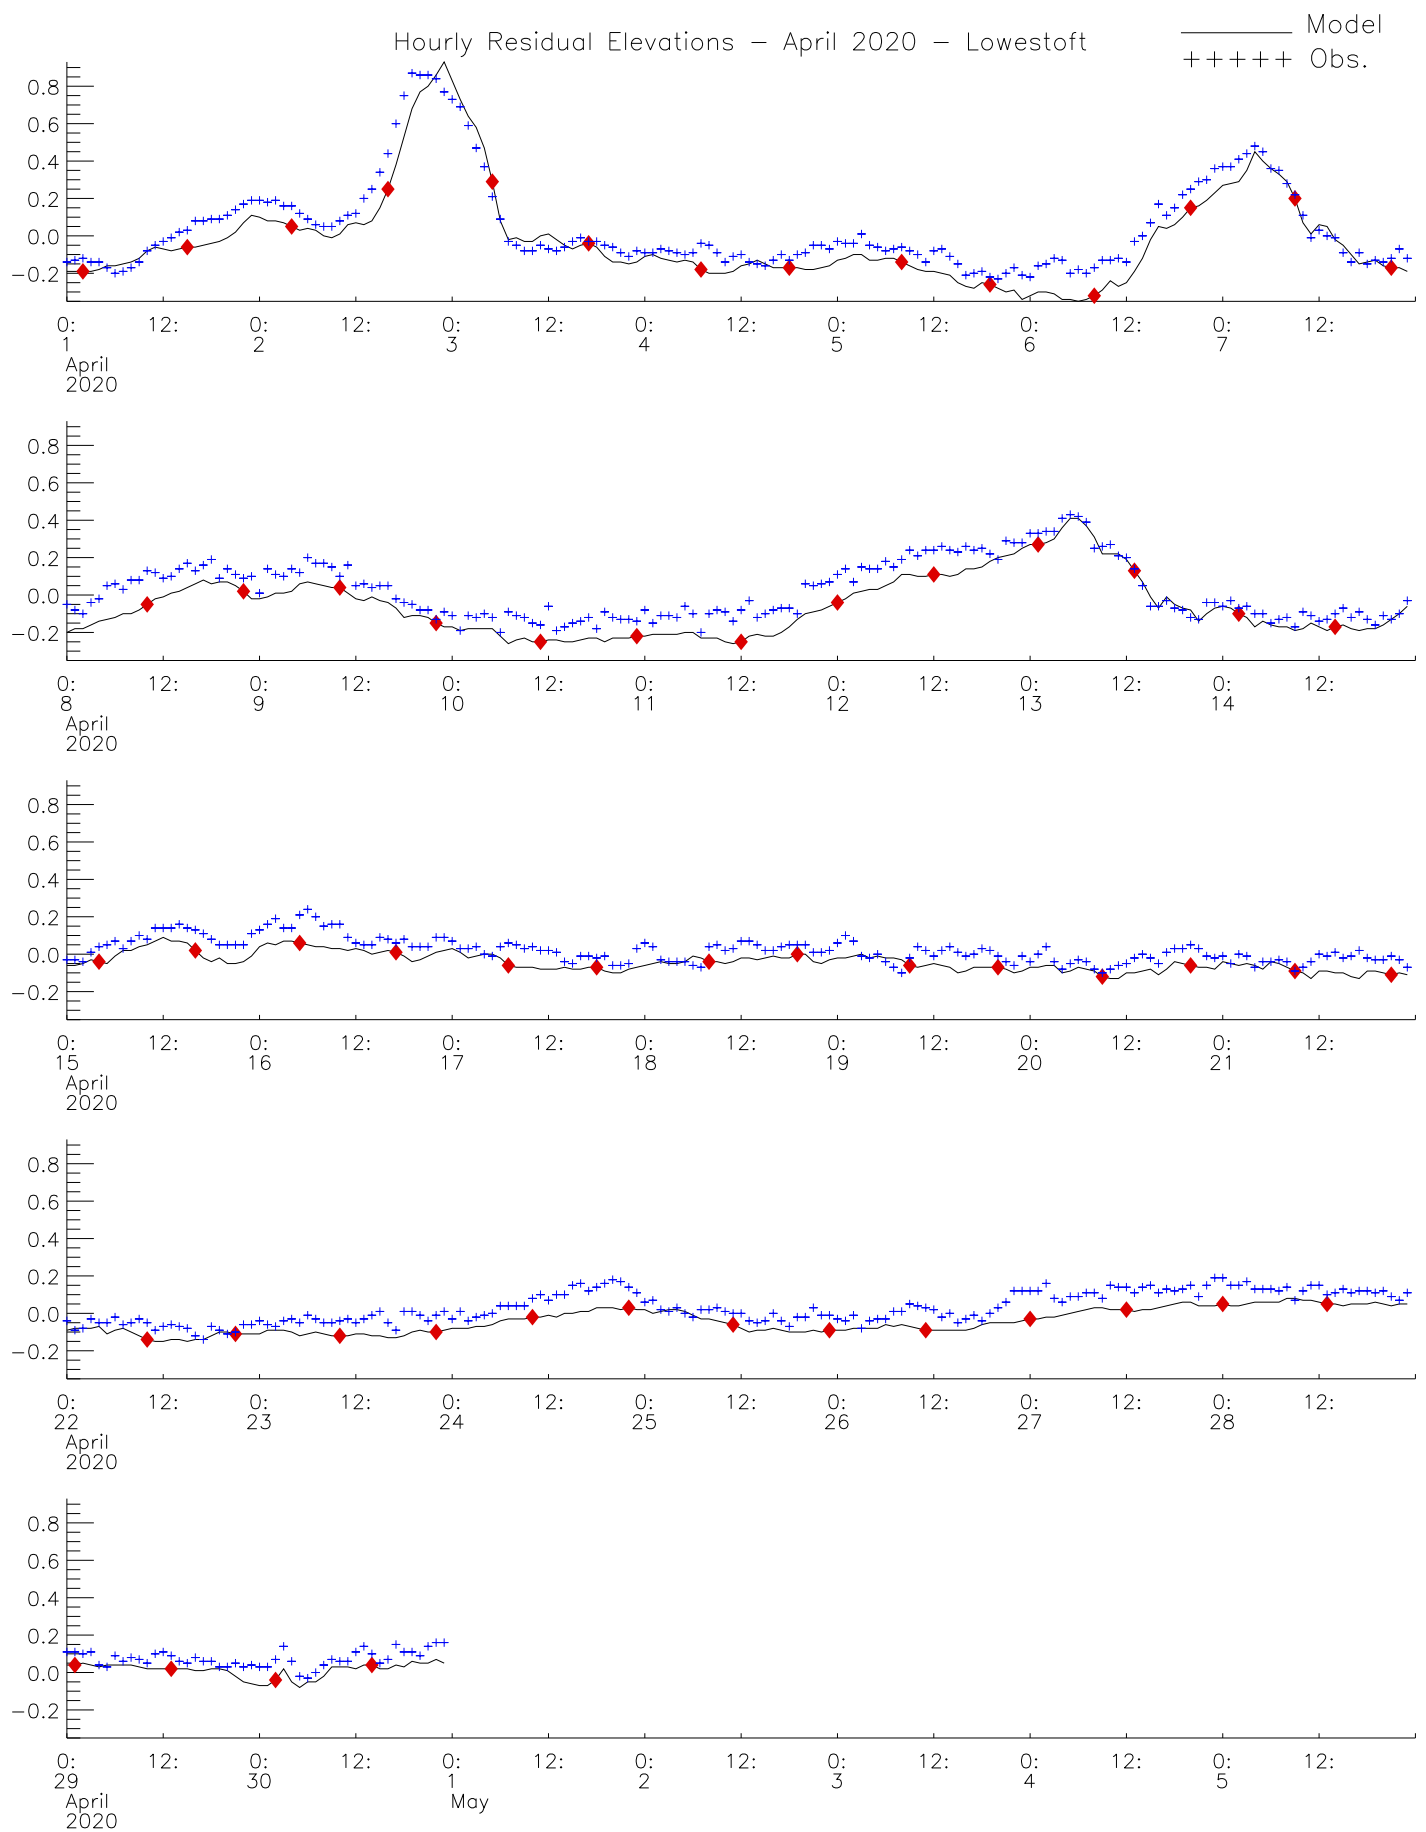 Hourly Residual Elevations – April 2020 – Lowestoft
Model
+++++ Obs.
0.8
0.6
0.4
0.2
0.0
−0.2
0: 12: 0: 12: 0: 12: 0: 12: 0: 12: 0: 12: 0: 12:
1 2 3 4 5 6 7
April
2020
0.8
0.6
0.4
0.2
0.0
−0.2
0: 12: 0: 12: 0: 12: 0: 12: 0: 12: 0: 12: 0: 12:
8 9 10 11 12 13 14
April
2020
0.8
0.6
0.4
0.2
0.0
−0.2
0: 12: 0: 12: 0: 12: 0: 12: 0: 12: 0: 12: 0: 12:
15 16 17 18 19 20 21
April
2020
0.8
0.6
0.4
0.2
0.0
−0.2
0: 12: 0: 12: 0: 12: 0: 12: 0: 12: 0: 12: 0: 12:
22 23 24 25 26 27 28
April
2020
0.8
0.6
0.4
0.2
0.0
−0.2
0: 12: 0: 12: 0: 12: 0: 12: 0: 12: 0: 12: 0: 12:
29 30 1 2 3 4 5
April May
2020